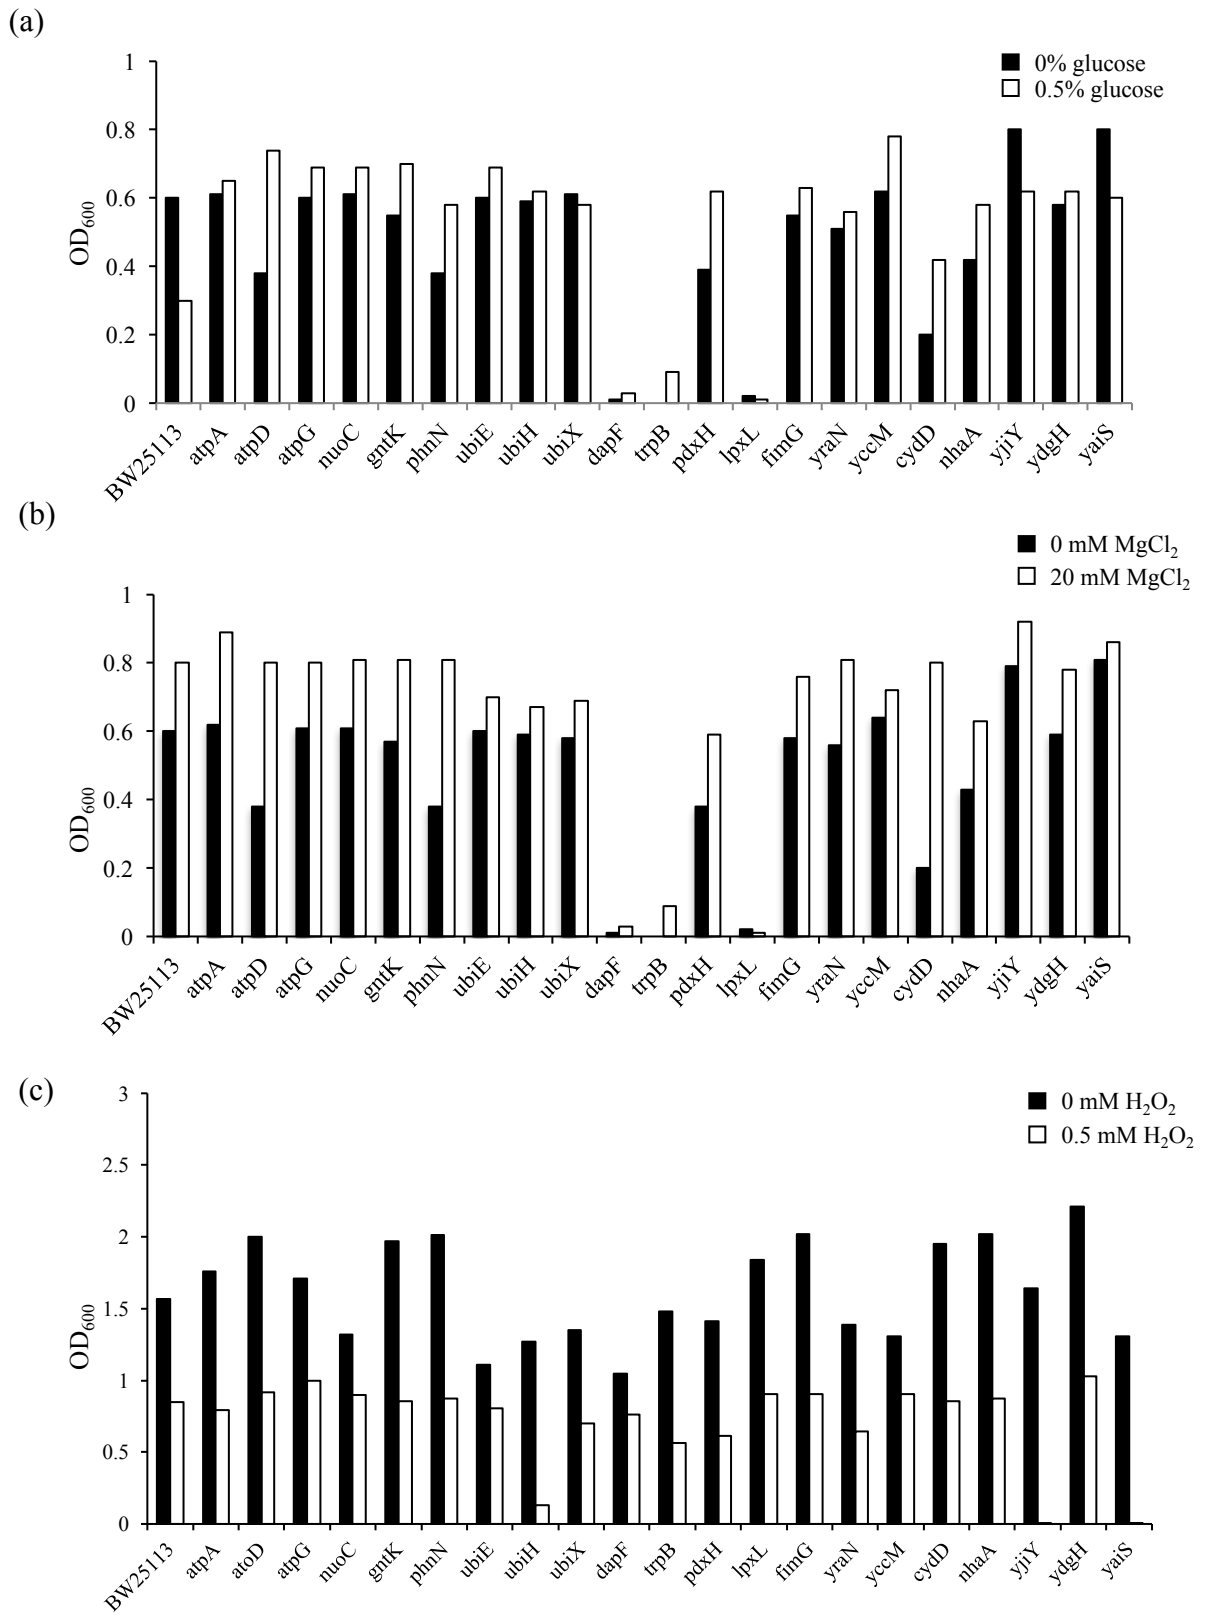 (a)
1
0.8
0.6
0.4
0.2
0
OD600
0% glucose
0.5% glucose
BW25113 atpA atpD atpG nuoC gntK phnN ubiE ubiH ubiX dapF trpB pdxH lpxL fimG yraN yccM cydD nhaA yjiY ydgH yaiS
(b)
1
0.8
0.6
0.4
0.2
0
OD600
0 mM MgCl2
20 mM MgCl2
BW25113 atpA atpD atpG nuoC gntK phnN ubiE ubiH ubiX dapF trpB pdxH lpxL fimG yraN yccM cydD nhaA yjiY ydgH yaiS
(c)
3
2.5
2
1.5
1
0.5
0
OD600
0 mM H2O2
0.5 mM H2O2
BW25113 atpA atoD atpG nuoC gntK phnN ubiE ubiH ubiX dapF trpB pdxH lpxL fimG yraN yccM cydD nhaA yjiY ydgH yaiS